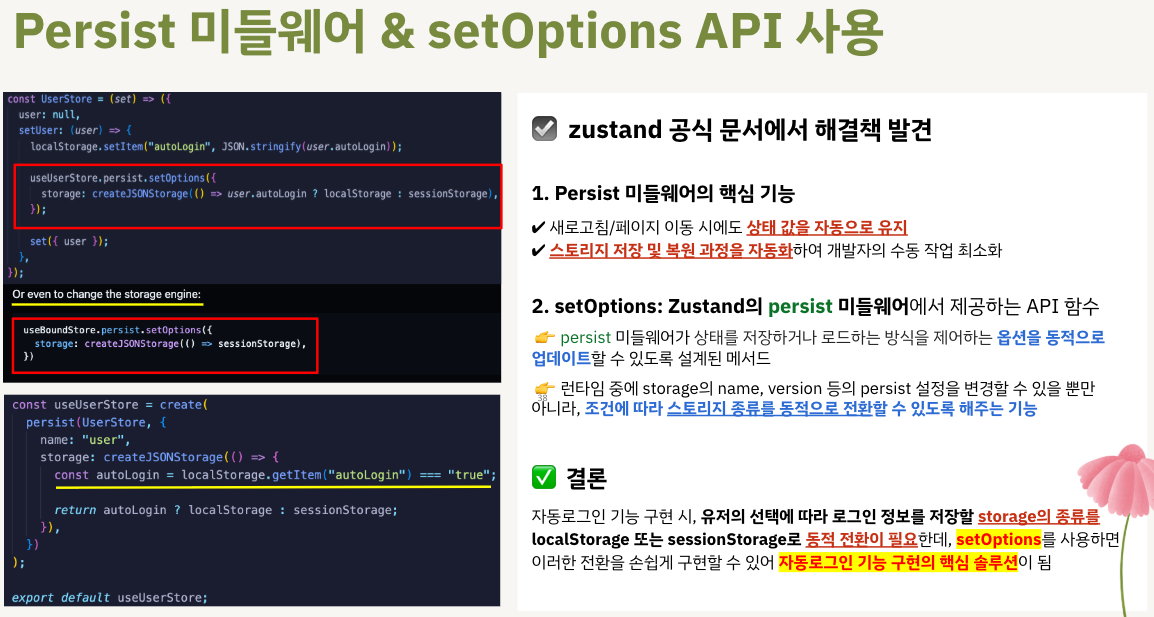 Persist 미들웨어 & setOptions API 사용
const UserStore = (set) => ({
user: null,
setUser: (user) => {
localStorage.setItem("autoLogin", JSON.stringify(user.autoLogin));
useUserStore.persist.setOptions({
storage: createJSONStorage(() => user.autoLogin ? localStorage : sessionStorage),
});
set({ user });
},
});
Or even to change the storage engine:
useBoundStore.persist.setOptions({
storage: createJSONStorage(() => sessionStorage),
})
const useUserStore = create(
persist(UserStore, {
name: "user",
storage: createJSONStorage(() => {
const autoLogin = localStorage.getItem("autoLogin") === "true";
return autoLogin ? localStorage : sessionStorage;
}),
})
);
export default useUserStore;
zustand 공식 문서에서 해결책 발견
1. Persist 미들웨어의 핵심 기능
✔ 새로고침/페이지 이동 시에도 상태 값을 자동으로 유지
✔ 스토리지 저장 및 복원 과정을 자동화하여 개발자의 수동 작업 최소화
2. setOptions: Zustand의 persist 미들웨어에서 제공하는 API 함수
👉 persist 미들웨어가 상태를 저장하거나 로드하는 방식을 제어하는 옵션을 동적으로
업데이트할 수 있도록 설계된 메서드
👉 런타임 중에 storage의 name, version 등의 persist 설정을 변경할 수 있을 뿐만
38
아니라, 조건에 따라 스토리지 종류를 동적으로 전환할 수 있도록 해주는 기능
✅ 결론
자동로그인 기능 구현 시, 유저의 선택에 따라 로그인 정보를 저장할 storage의 종류를
localStorage 또는 sessionStorage로 동적 전환이 필요한데, setOptions를 사용하면
이러한 전환을 손쉽게 구현할 수 있어 자동로그인 기능 구현의 핵심 솔루션이 됨